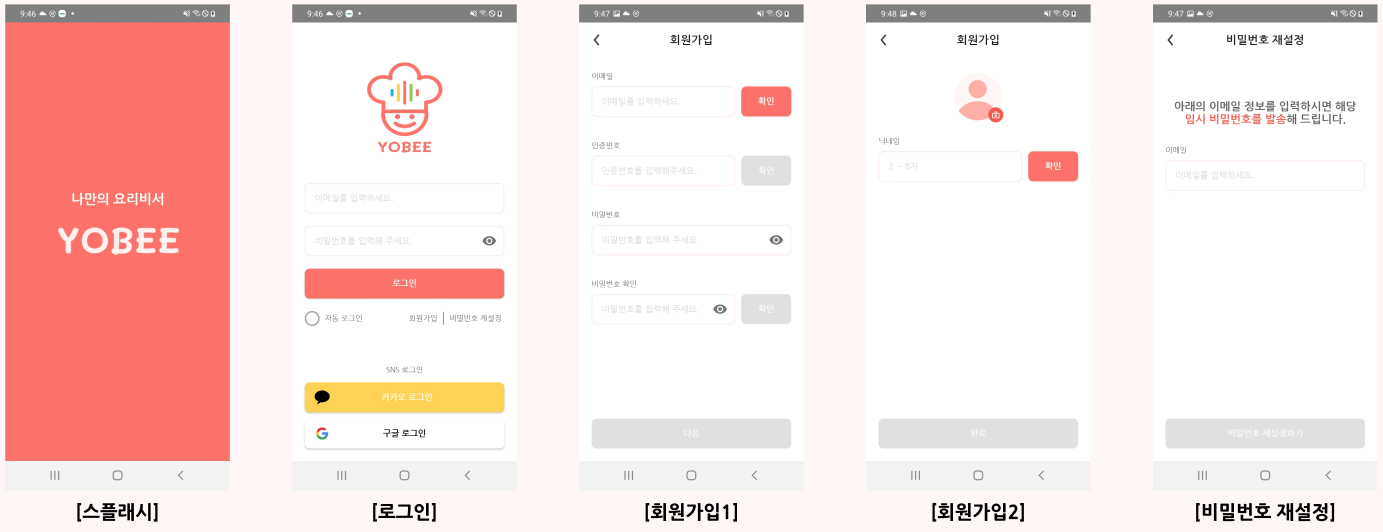 9:46
나만의 요리비서
YOBEE
[스플래시]
9:46
YOBEE
이메일를 입력하세요.
비밀번호를 입력해 주세요.
로그인
자동 로그인
회원가입 | 비밀번호 재설정
SNS 로그인
카카오 로그인
구글 로그인
[로그인]
9:47
회원가입
이메일
이메일를 입력하세요.
확인
인증번호
인증번호를 입력해주세요.
확인
비밀번호
비밀번호를 입력해 주세요.
비밀번호 확인
비밀번호를 입력해 주세요.
확인
다음
[회원가입1]
9:48
회원가입
닉네임
2 ~ 8자
확인
완료
[회원가입2]
9:47
비밀번호 재설정
아래의 이메일 정보를 입력하시면 해당
임시 비밀번호를 발송해 드립니다.
이메일
이메일를 입력하세요
비밀번호 재설정하기
[비밀번호 재설정]